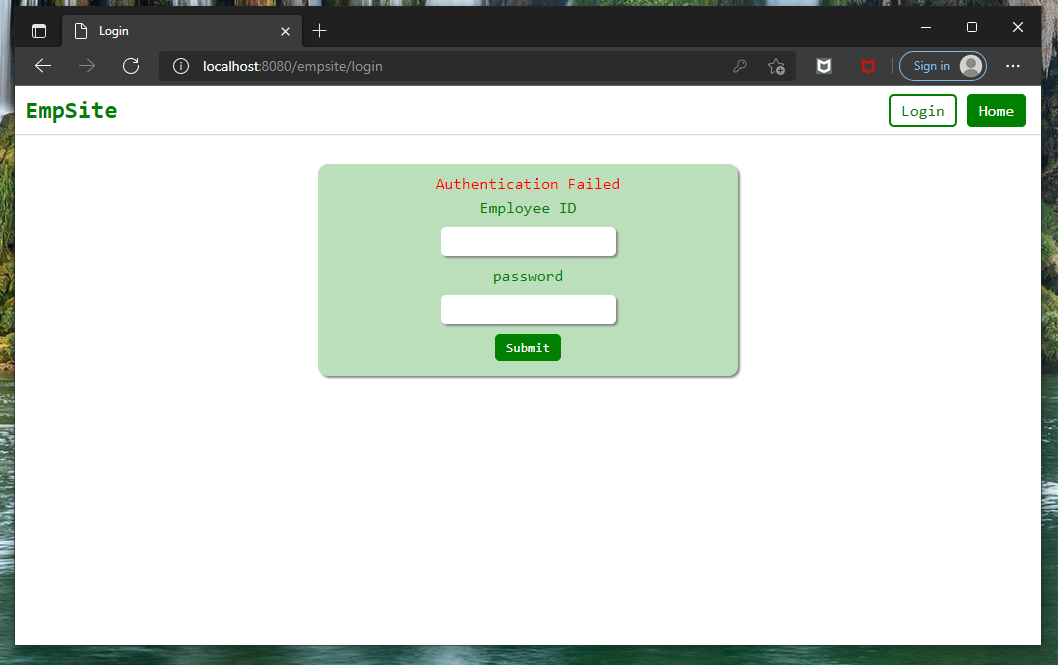 Login
localhost:8080/empsite/login
Sign in
EmpSite
Login
Home
Authentication Failed
Employee ID
password
Submit